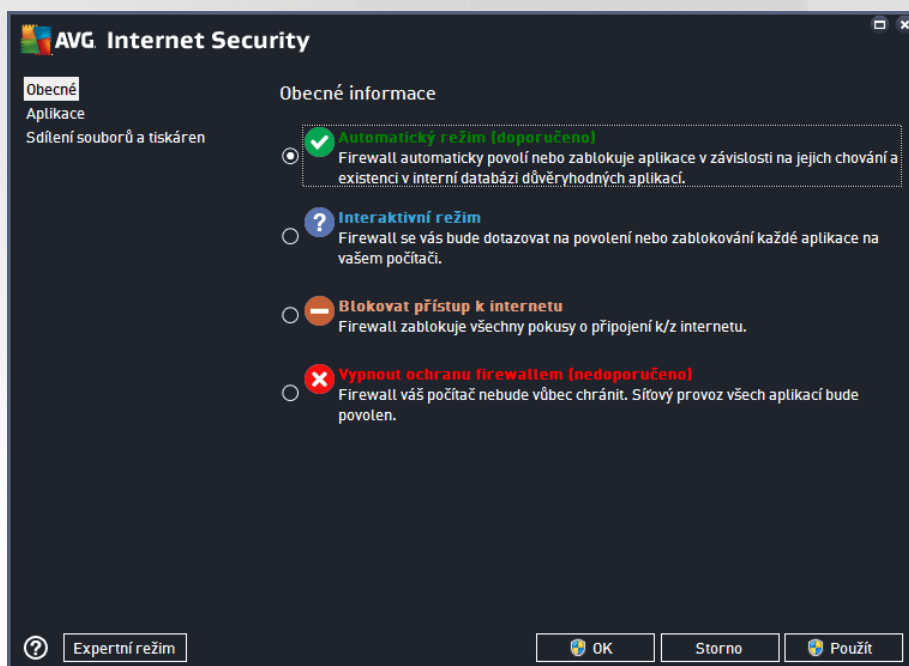 AVG Internet Security
Obecné
Aplikace
Sdílení souborů a tiskáren
Obecné informace
Automatický režim (doporučeno)
Firewall automaticky povolí nebo zablokuje aplikace v závislosti na jejich chování a
existenci v interní databázi důvěryhodných aplikací.
Interaktivní režim
Firewall se vás bude dotazovat na povolení nebo zablokování každé aplikace na
vašem počítači.
Blokovat přístup k internetu
Firewall zablokuje všechny pokusy o připojení k/z internetu.
Vypnout ochranu firewallem (nedoporučeno)
Firewall váš počítač nebude vůbec chránit. Síťový provoz všech aplikací bude
povolen.
Expertní režim
OK
Storno
Použít